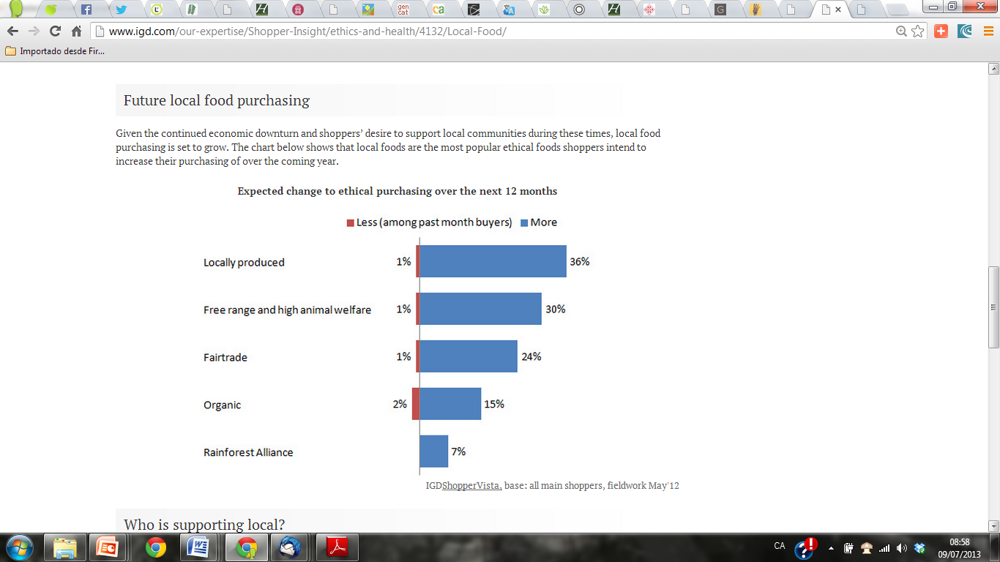 gen
cat
ca
G
www.igd.com/our-expertise/Shopper-Insight/ethics-and-health/4132/Local-Food/
Importado desde Fir...
Future local food purchasing
Given the continued economic downturn and shoppers' desire to support local communities during these times, local food
purchasing is set to grow. The chart below shows that local foods are the most popular ethical foods shoppers intend to
increase their purchasing of over the coming year.
Expected change to ethical purchasing over the next 12 months
Less (among past month buyers) More
Locally produced 1% 36%
Free range and high animal welfare 1% 30%
Fairtrade 1% 24%
Organic 2% 15%
Rainforest Alliance 7%
IGDShopperVista, base: all main shoppers, fieldwork May'12
Who is supporting local?
CA
08:58
09/07/2013